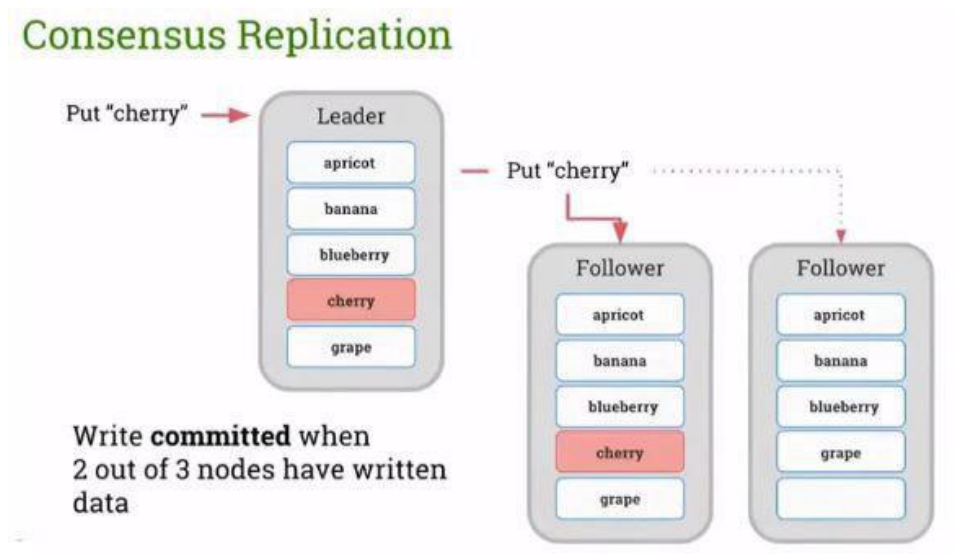 Consensus Replication
Put "cherry"
Leader
apricot
banana
blueberry
cherry
grape
Put "cherry"
Follower
apricot
banana
blueberry
cherry
grape
Follower
apricot
banana
blueberry
grape
Write committed when
2 out of 3 nodes have written
data